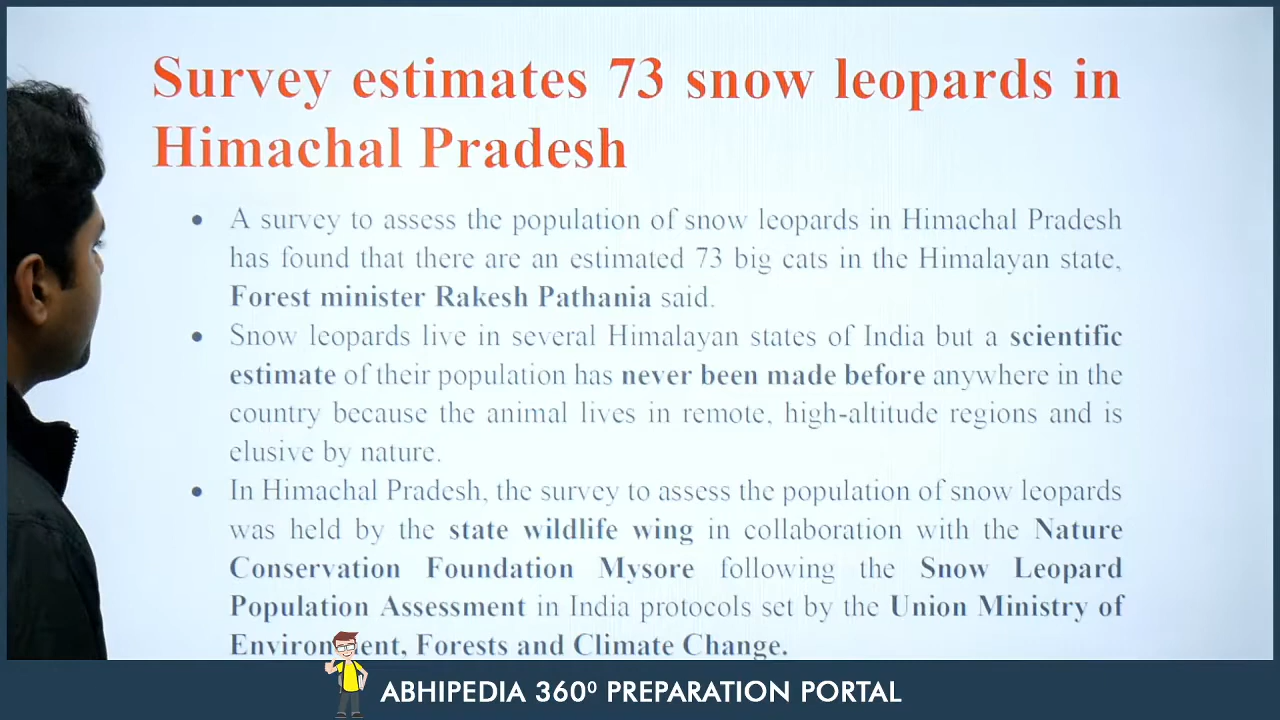 Survey estimates 73 snow leopards in
Himachal Pradesh
• A survey to assess the population of snow leopards in Himachal Pradesh
has found that there are an estimated 73 big cats in the Himalayan state,
Forest minister Rakesh Pathania said.
• Snow leopards live in several Himalayan states of India but a scientific
estimate of their population has never been made before anywhere in the
country because the animal lives in remote, high-altitude regions and is
elusive by nature.
• In Himachal Pradesh, the survey to assess the population of snow leopards
was held by the state wildlife wing in collaboration with the Nature
Conservation Foundation Mysore following the Snow Leopard
Population Assessment in India protocols set by the Union Ministry of
Environment, Forests and Climate Change.
ABHIPEDIA 360⁰ PREPARATION PORTAL